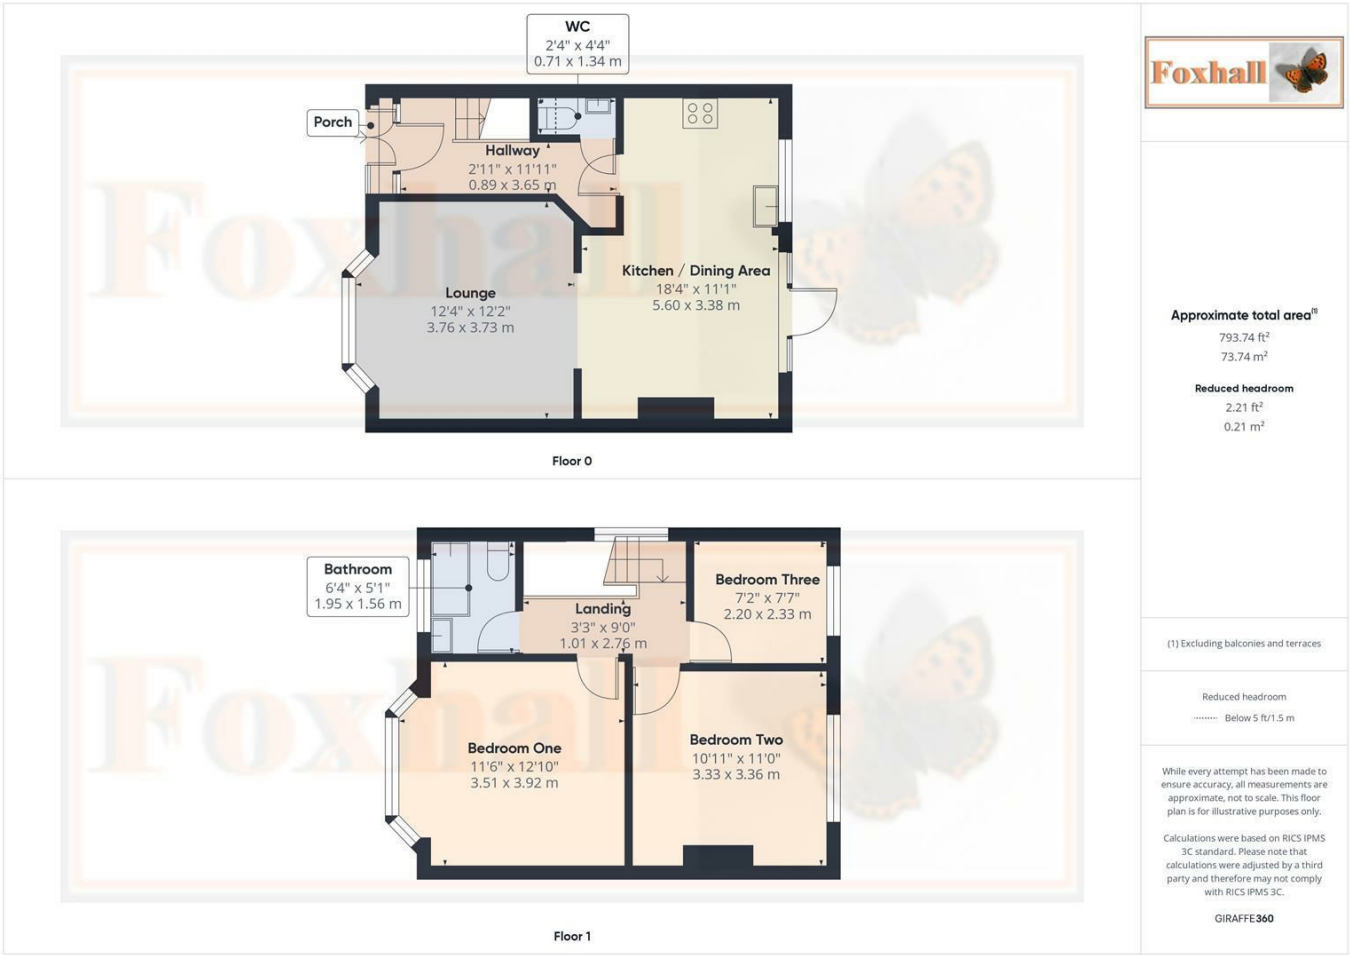 WC
2'4" x 4'4"
0.71 x 1.34 m
Porch
Hallway
2'11" x 11'11"
0.89 x 3.65 m
Lounge
12'4" x 12'2"
3.76 x 3.73 m
Kitchen / Dining Area
18'4" x 11'1"
5.60 x 3.38 m
Foxhall
Floor 0
Bathroom
6'4" x 5'1"
1.95 x 1.56 m
Landing
3'3" x 9'0"
1.01 x 2.76 m
Bedroom Three
7'2" x 7'7"
2.20 x 2.33 m
Bedroom One
11'6" x 12'10"
3.51 x 3.92 m
Bedroom Two
10'11" x 11'0"
3.33 x 3.36 m
Foxhall
Floor 1
Foxhall
Approximate total area(1)
793.74 ft²
73.74 m²
Reduced headroom
2.21 ft²
0.21 m²
(1) Excluding balconies and terraces
Reduced headroom
Below 5 ft/1.5 m
While every attempt has been made to
ensure accuracy, all measurements are
approximate, not to scale. This floor
plan is for illustrative purposes only.
Calculations were based on RICS IPMS
3C standard. Please note that
calculations were adjusted by a third
party and therefore may not comply
with RICS IPMS 3C.
GIRAFFE360